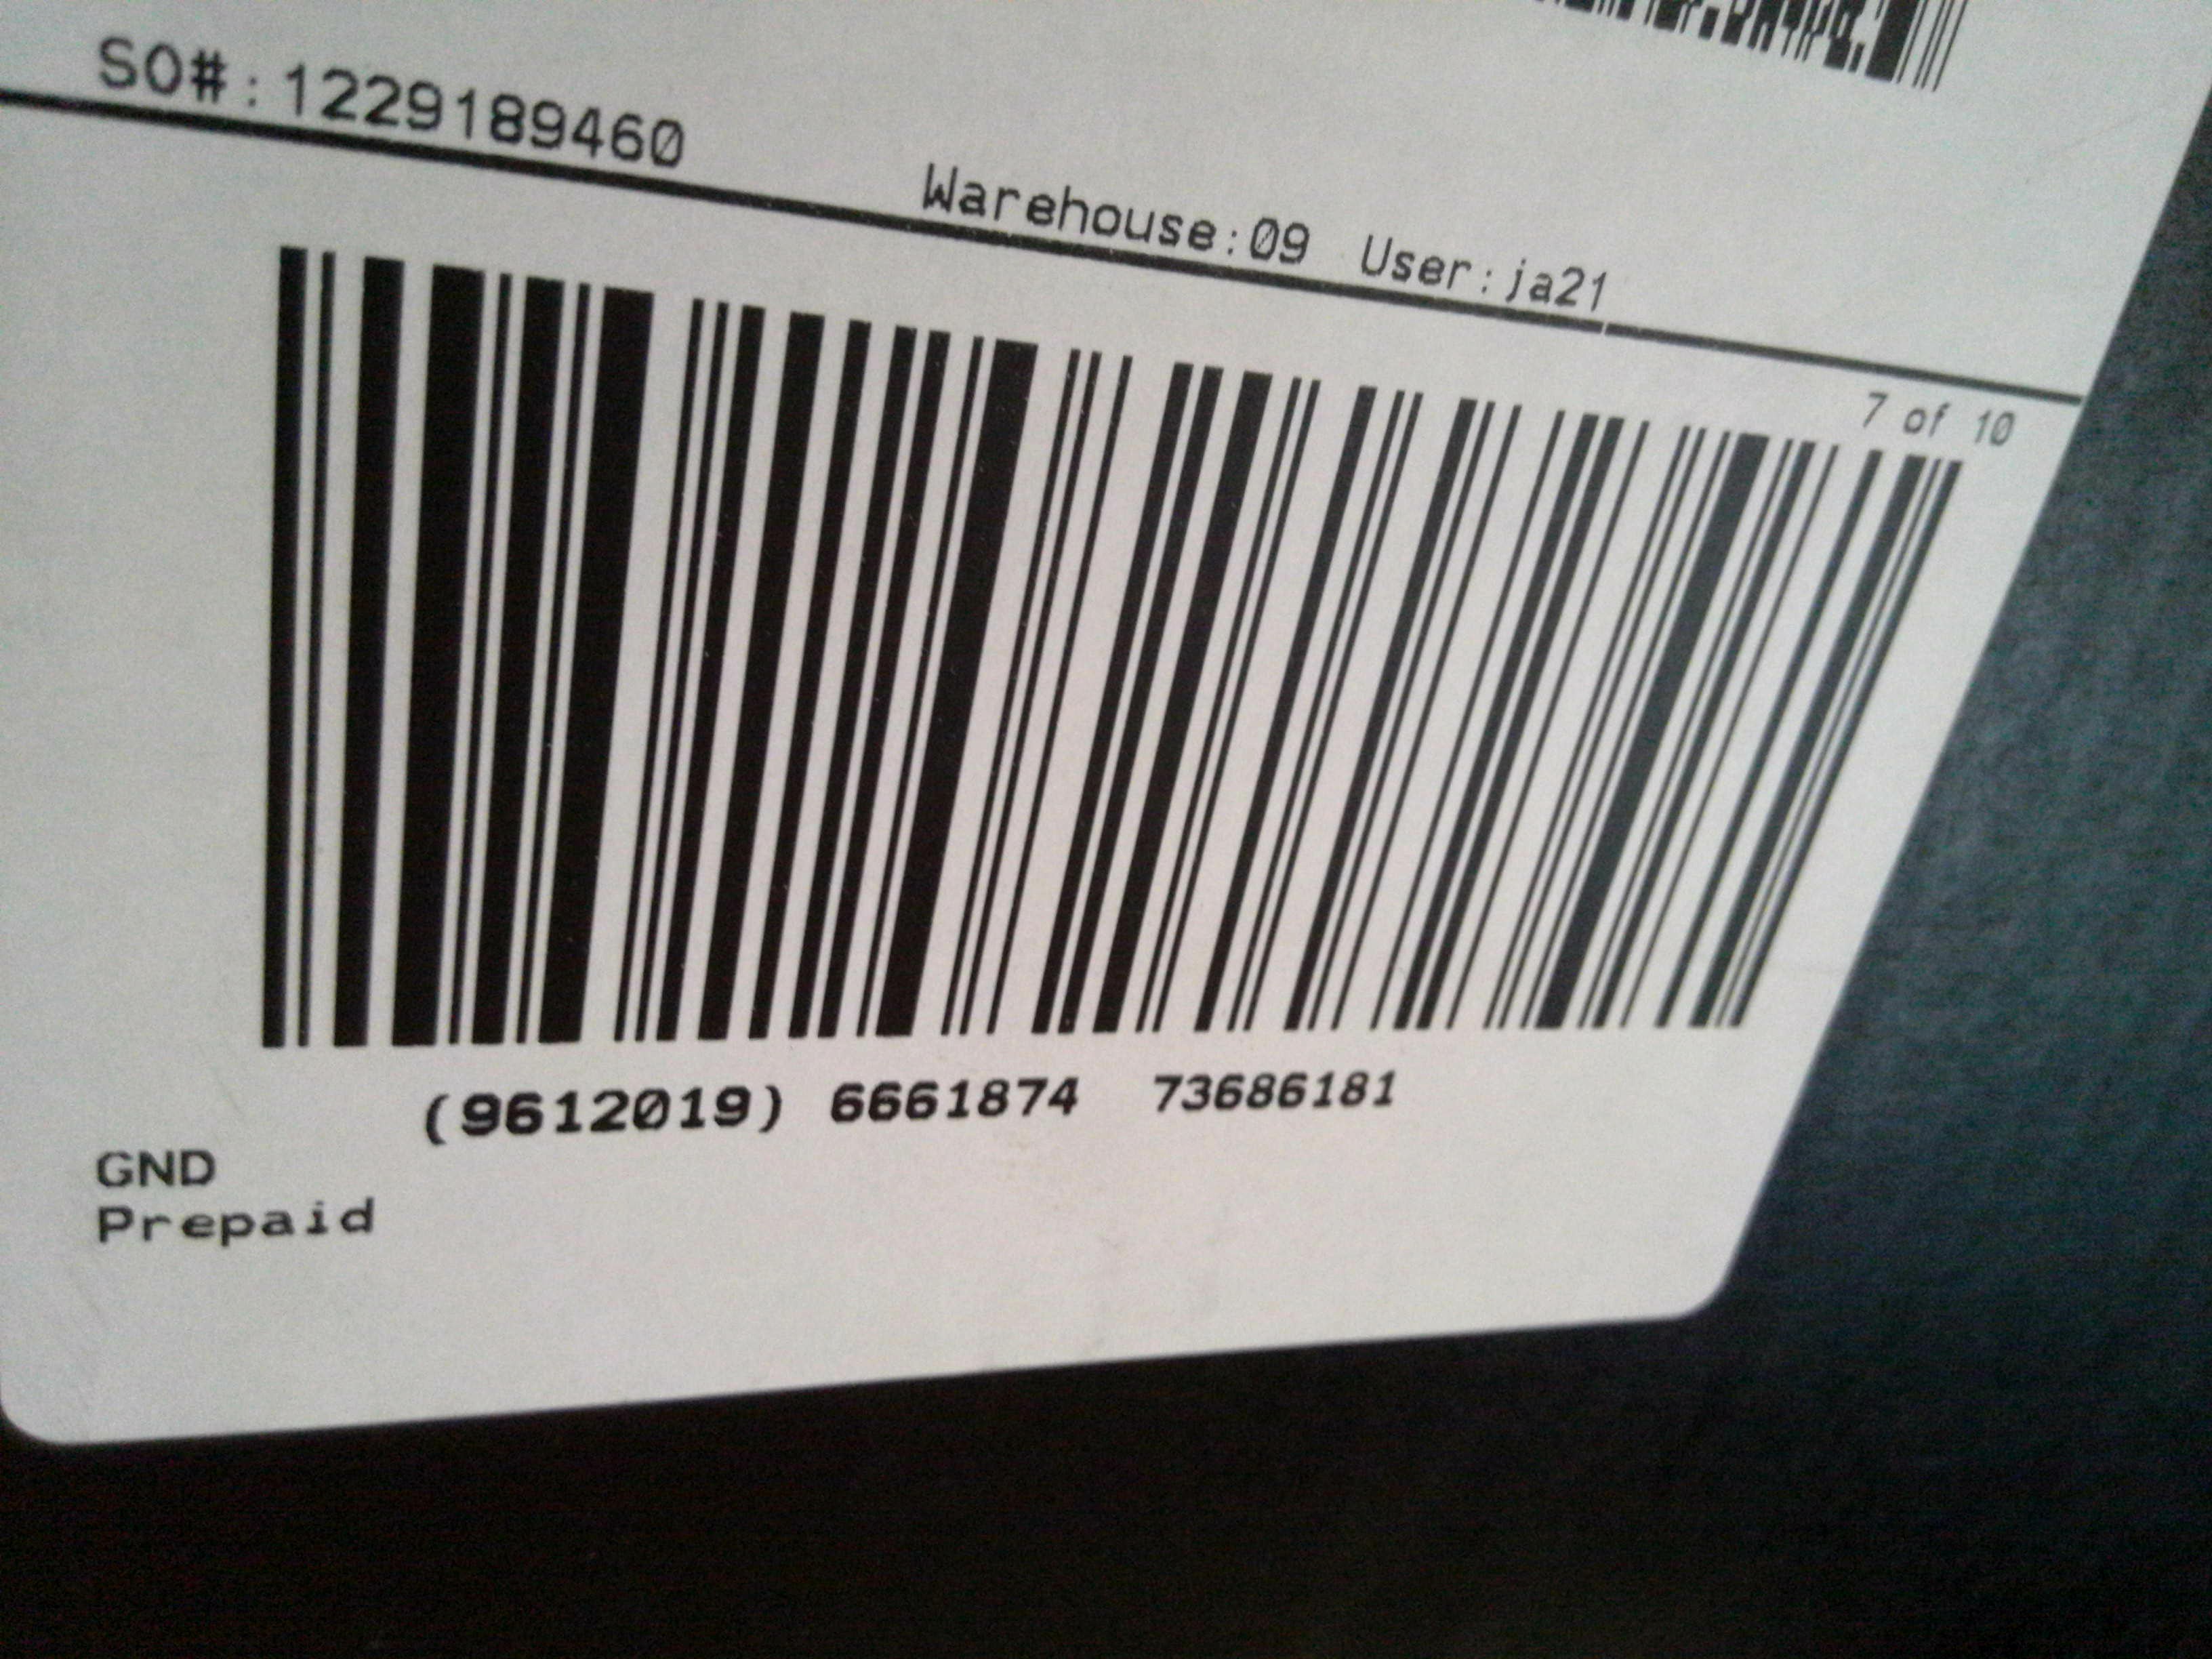 SO#:1229189460
Warehouse:09 User:ja21
7 of 10
(9612019) 6661874 73686181
GND
Prepaid